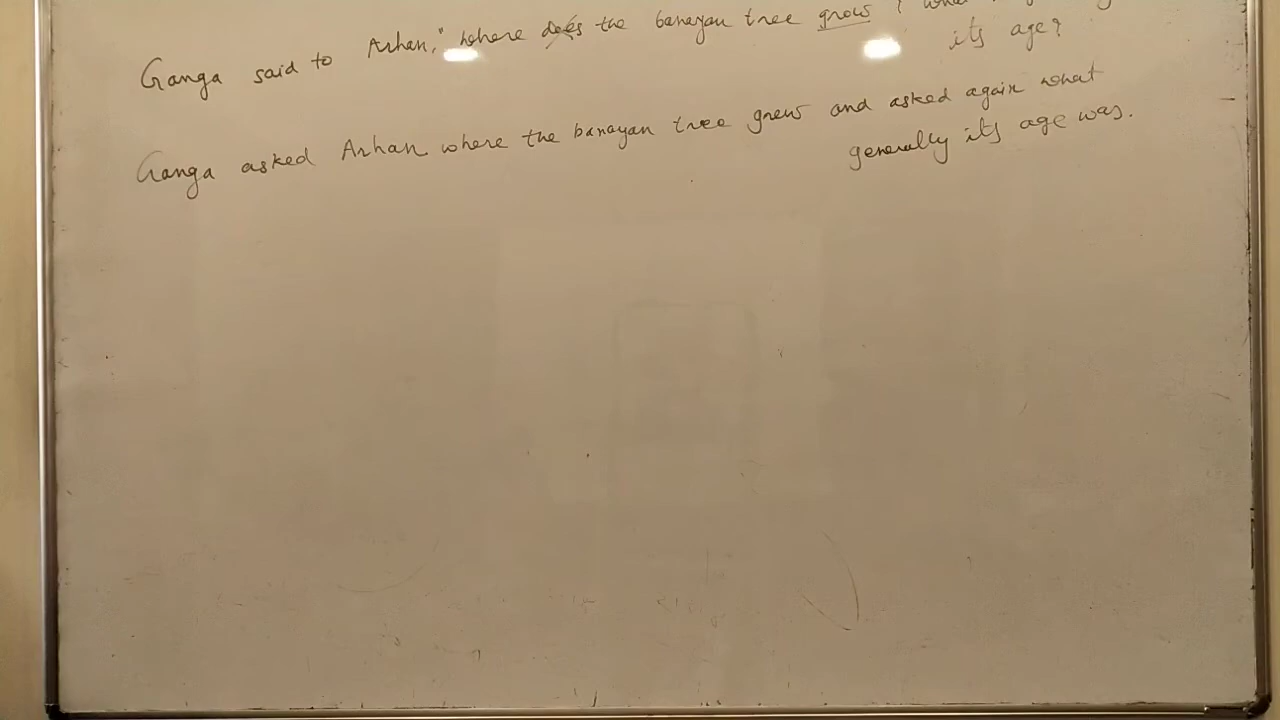 Ganga said to Arhan," where does the banayan tree grow ?
its age?
Ganga asked Arhan where the banayan tree grew and asked again what
generally its age was.